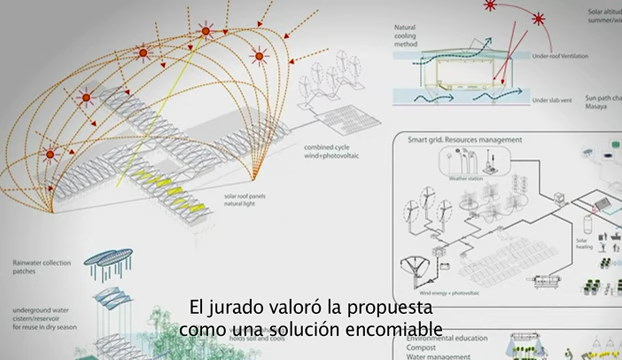 Natural
cooling
method
Solar altitud
summer/wi
Under roof Ventilation
Under slab vent
Sun path cha
Masaya
combined cycle
wind+photovoltaic
Smart grid. Resources management
Weather station
solar roof panels
natural light
Solar
heating
Rainwater collection
patches
Wind energy + photovoltaic
underground water
cistern/reservoir
for reuse in dry season
holds soil and cools
Environmental education
Compost
Water management
El jurado valoró la propuesta
como una solución encomiable